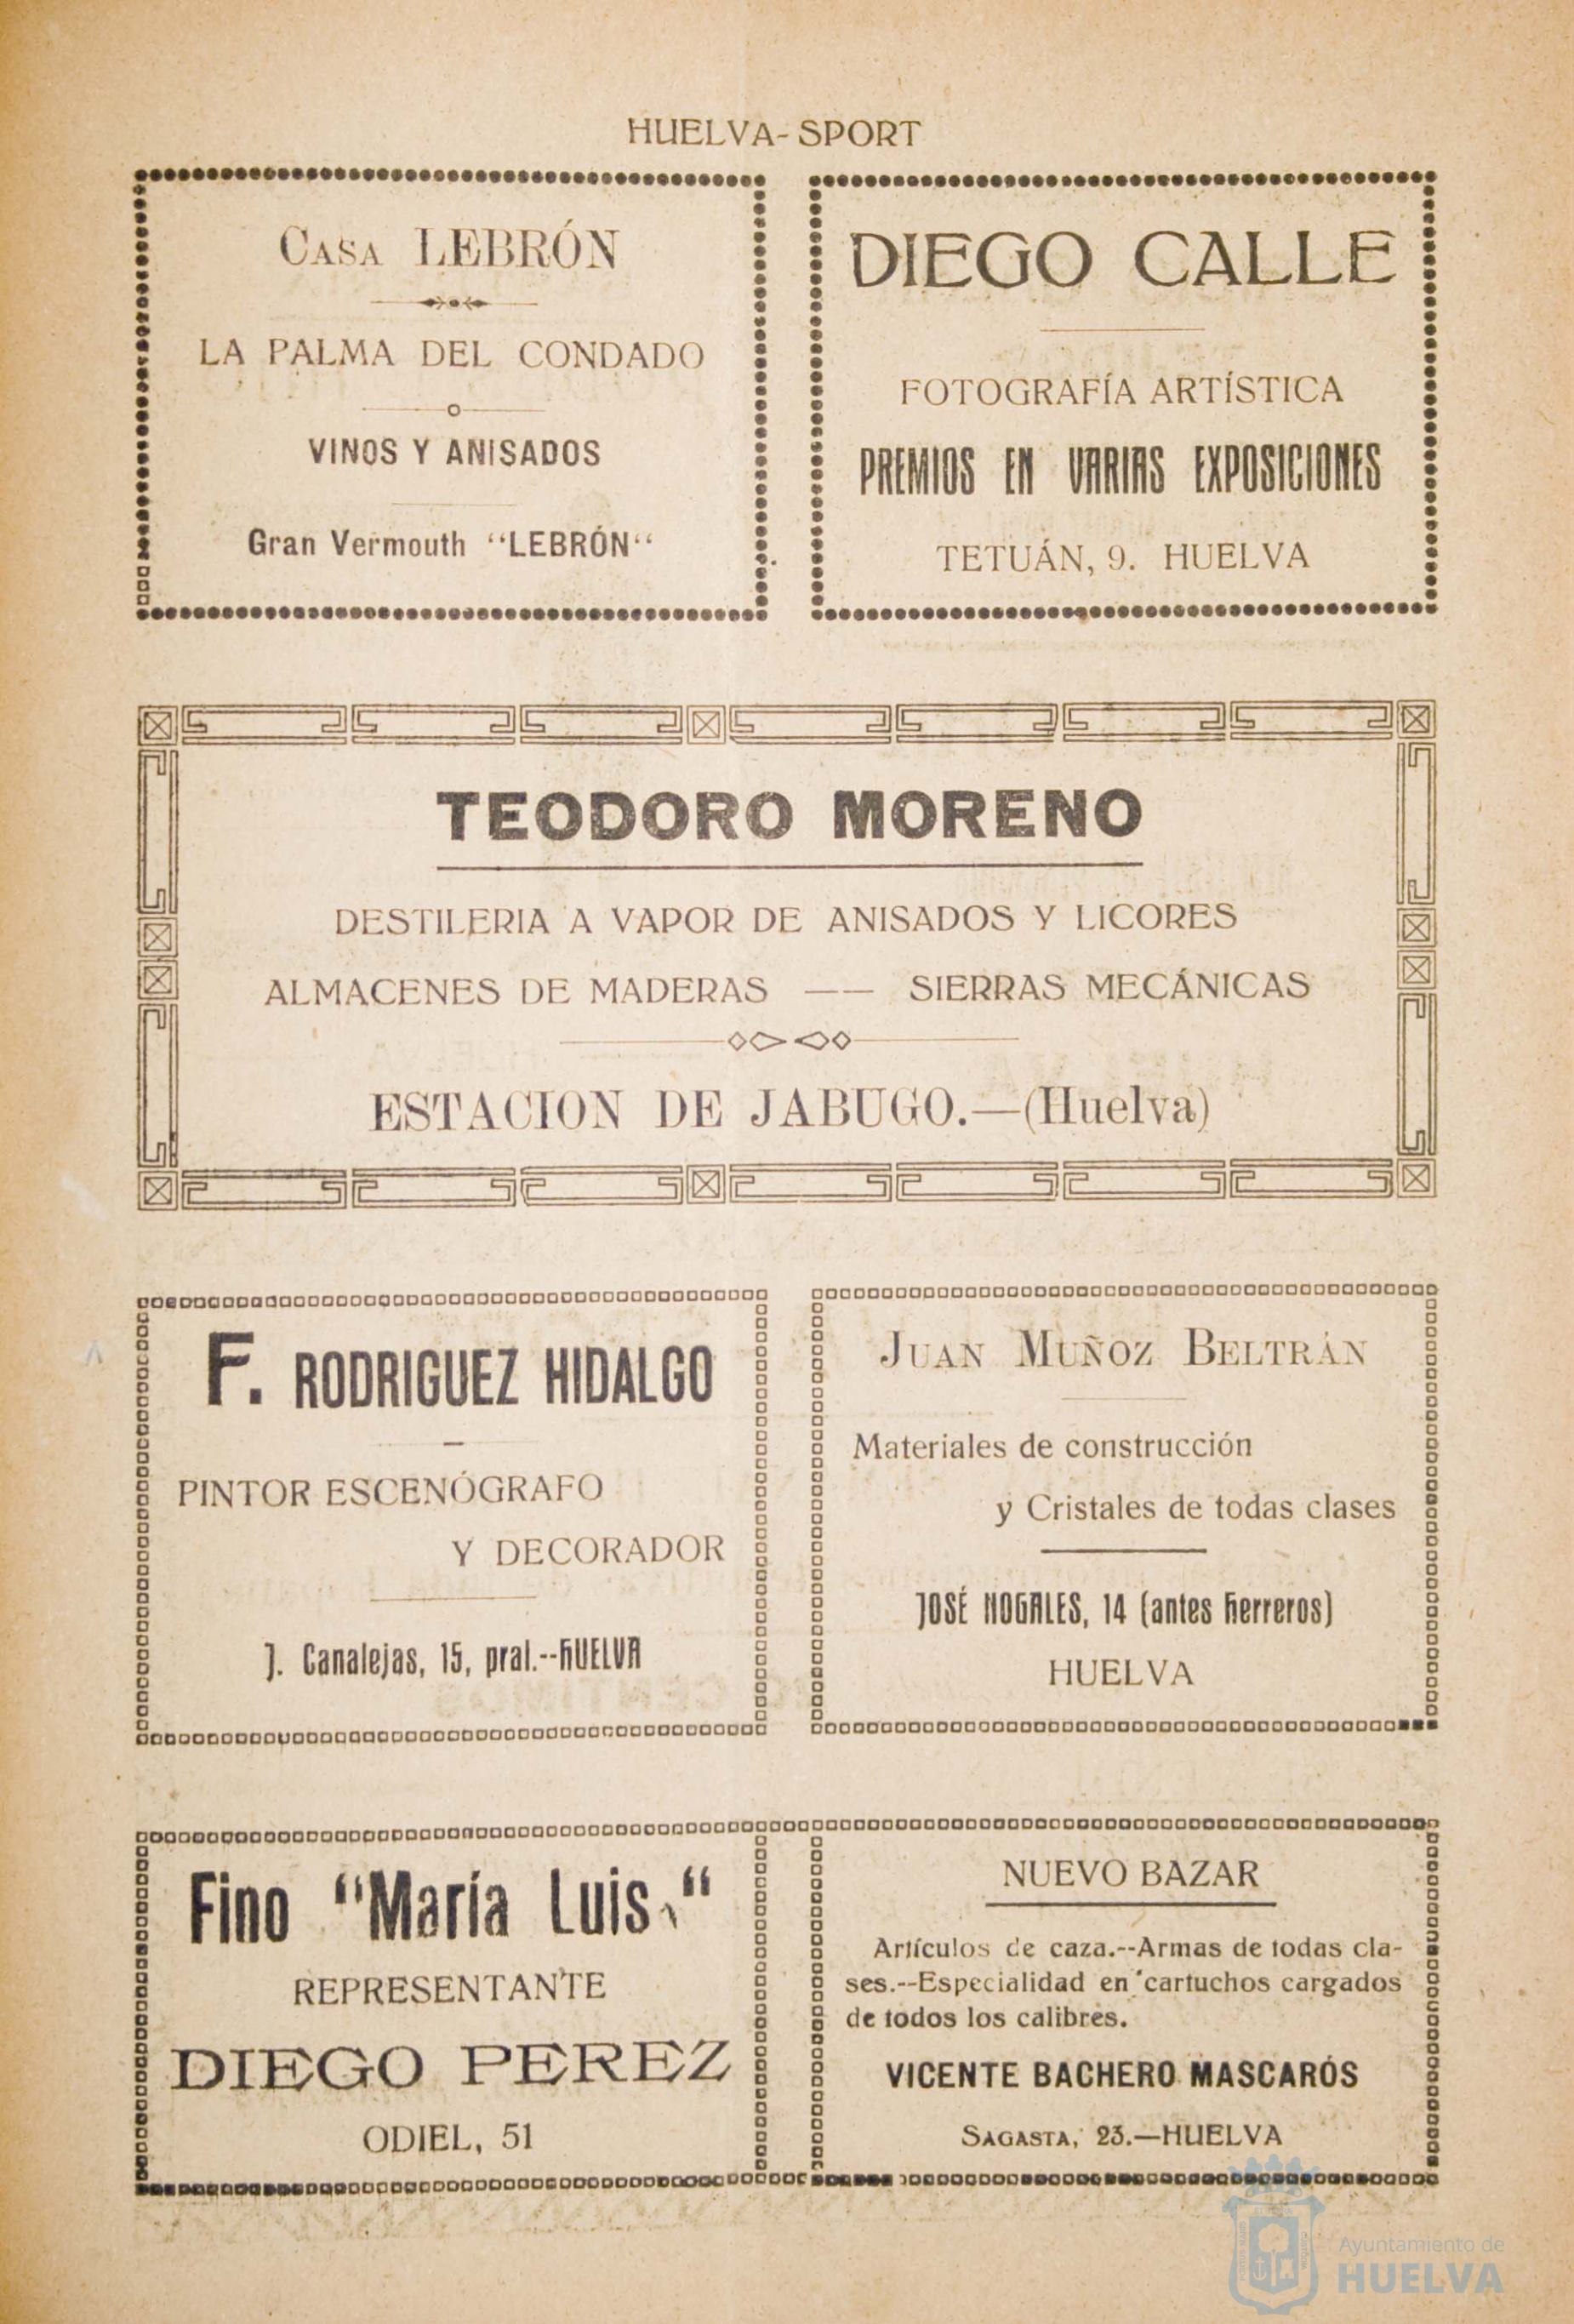 HUELVA-SPORT
CASA LEBRÓN
LA PALMA DEL CONDADO
VINOS Y ANISADOS
Gran Vermouth "LEBRÓN"
DIEGO CALLE
FOTOGRAFÍA ARTÍSTICA
PREMIOS EN VARIAS EXPOSICIONES
TETUÁN, 9. HUELVA
TEODORO MORENO
DESTILERIA A VAPOR DE ANISADOS Y LICORES
ALMACENES DE MADERAS —— SIERRAS MECÁNICAS
ESTACION DE JABUGO.—(Huelva)
F. RODRIGUEZ HIDALGO
PINTOR ESCENÓGRAFO
Y DECORADOR
J. Canalejas, 15, pral.--HUELVA
JUAN MUÑOZ BELTRÁN
Materiales de construcción
y Cristales de todas clases
JOSÉ NOGALES, 14 (antes Herreros)
HUELVA
Fino "María Luisa"
REPRESENTANTE
DIEGO PEREZ
ODIEL, 51
NUEVO BAZAR
Artículos de caza.--Armas de todas cla-
ses.--Especialidad en cartuchos cargados
de todos los calibres.
VICENTE BACHERO MASCARÓS
SAGASTA, 23.—HUELVA
Ayuntamiento de
HUELVA